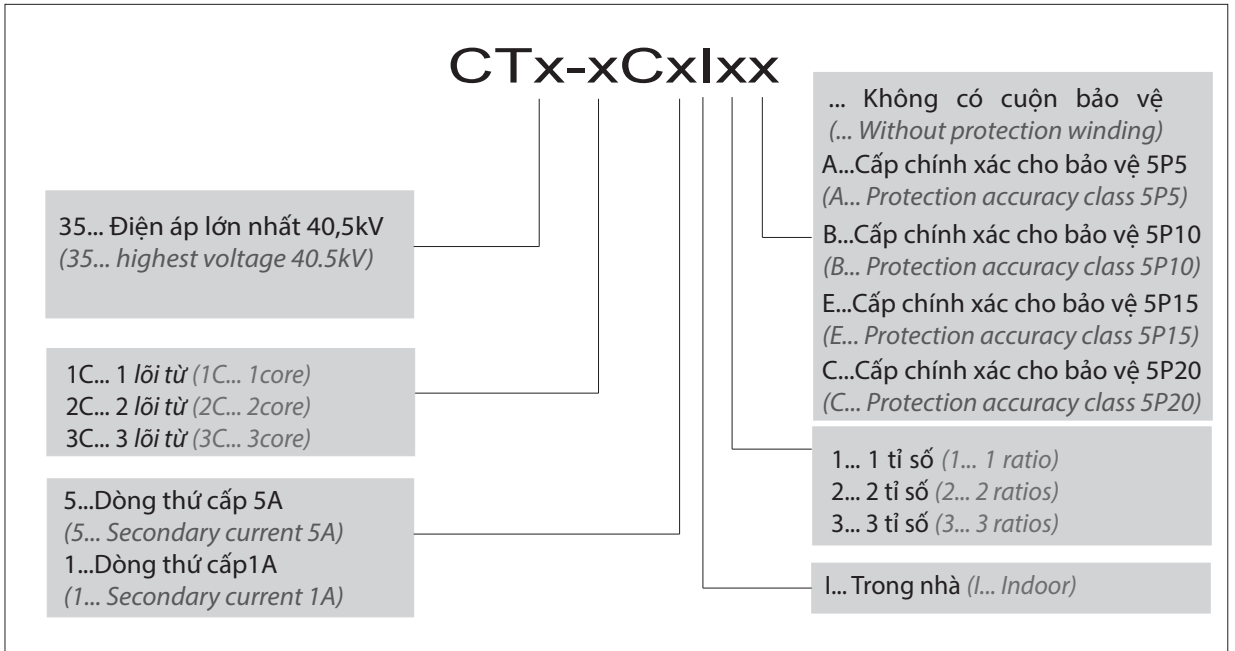 CTx-xCxIxx
35... Điện áp lớn nhất 40,5kV
(35... highest voltage 40.5kV)
1C... 1 lõi từ (1C... 1core)
2C... 2 lõi từ (2C... 2core)
3C... 3 lõi từ (3C... 3core)
5...Dòng thứ cấp 5A
(5... Secondary current 5A)
1...Dòng thứ cấp1A
(1... Secondary current 1A)
... Không có cuộn bảo vệ
(... Without protection winding)
A...Cấp chính xác cho bảo vệ 5P5
(A... Protection accuracy class 5P5)
B...Cấp chính xác cho bảo vệ 5P10
(B... Protection accuracy class 5P10)
E...Cấp chính xác cho bảo vệ 5P15
(E... Protection accuracy class 5P15)
C...Cấp chính xác cho bảo vệ 5P20
(C... Protection accuracy class 5P20)
1... 1 tỉ số (1... 1 ratio)
2... 2 tỉ số (2... 2 ratios)
3... 3 tỉ số (3... 3 ratios)
I... Trong nhà (I... Indoor)